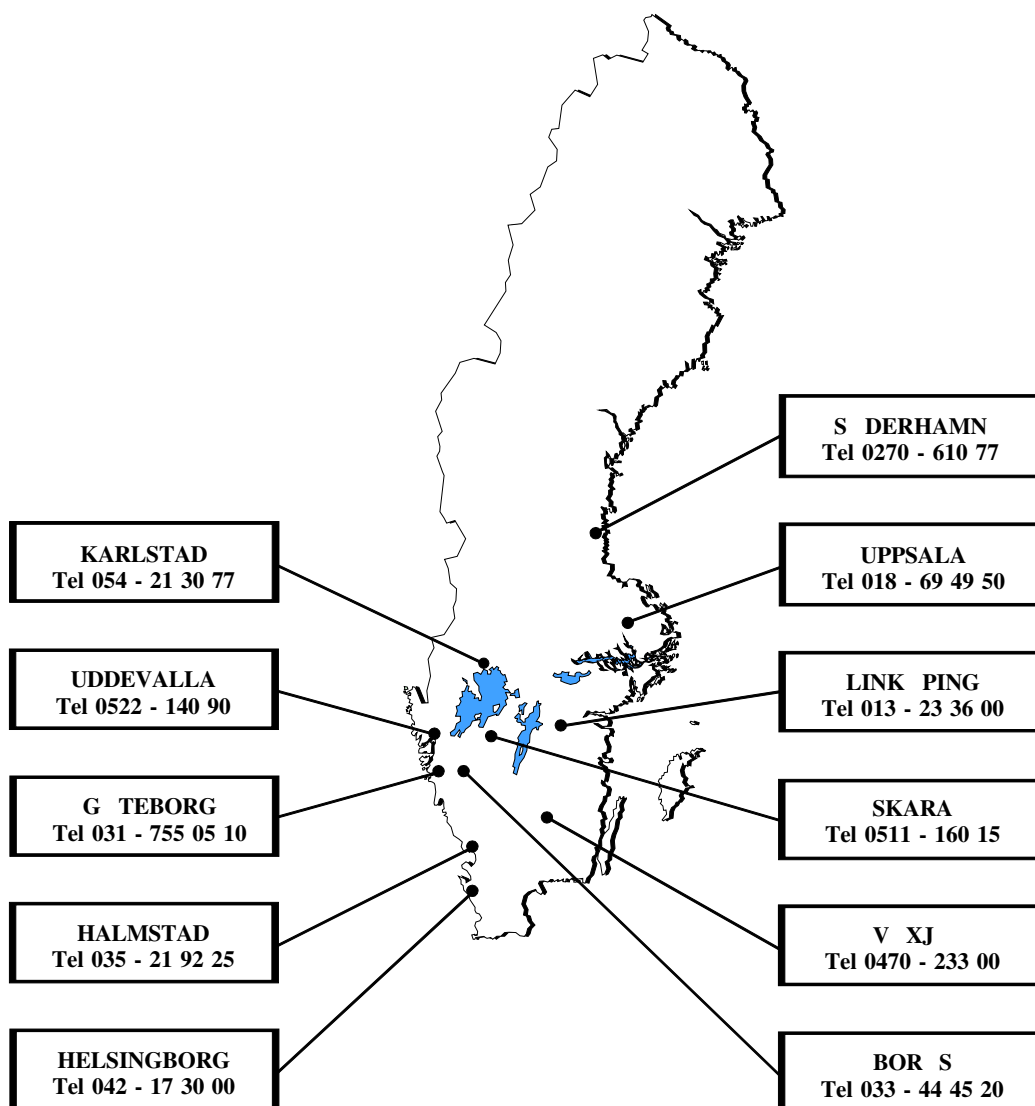 S DERHAMN
Tel 0270 - 610 77
KARLSTAD
Tel 054 - 21 30 77
UPPSALA
Tel 018 - 69 49 50
UDDEVALLA
Tel 0522 - 140 90
LINK PING
Tel 013 - 23 36 00
G TEBORG
Tel 031 - 755 05 10
SKARA
Tel 0511 - 160 15
HALMSTAD
Tel 035 - 21 92 25
V XJ
Tel 0470 - 233 00
HELSINGBORG
Tel 042 - 17 30 00
BOR S
Tel 033 - 44 45 20